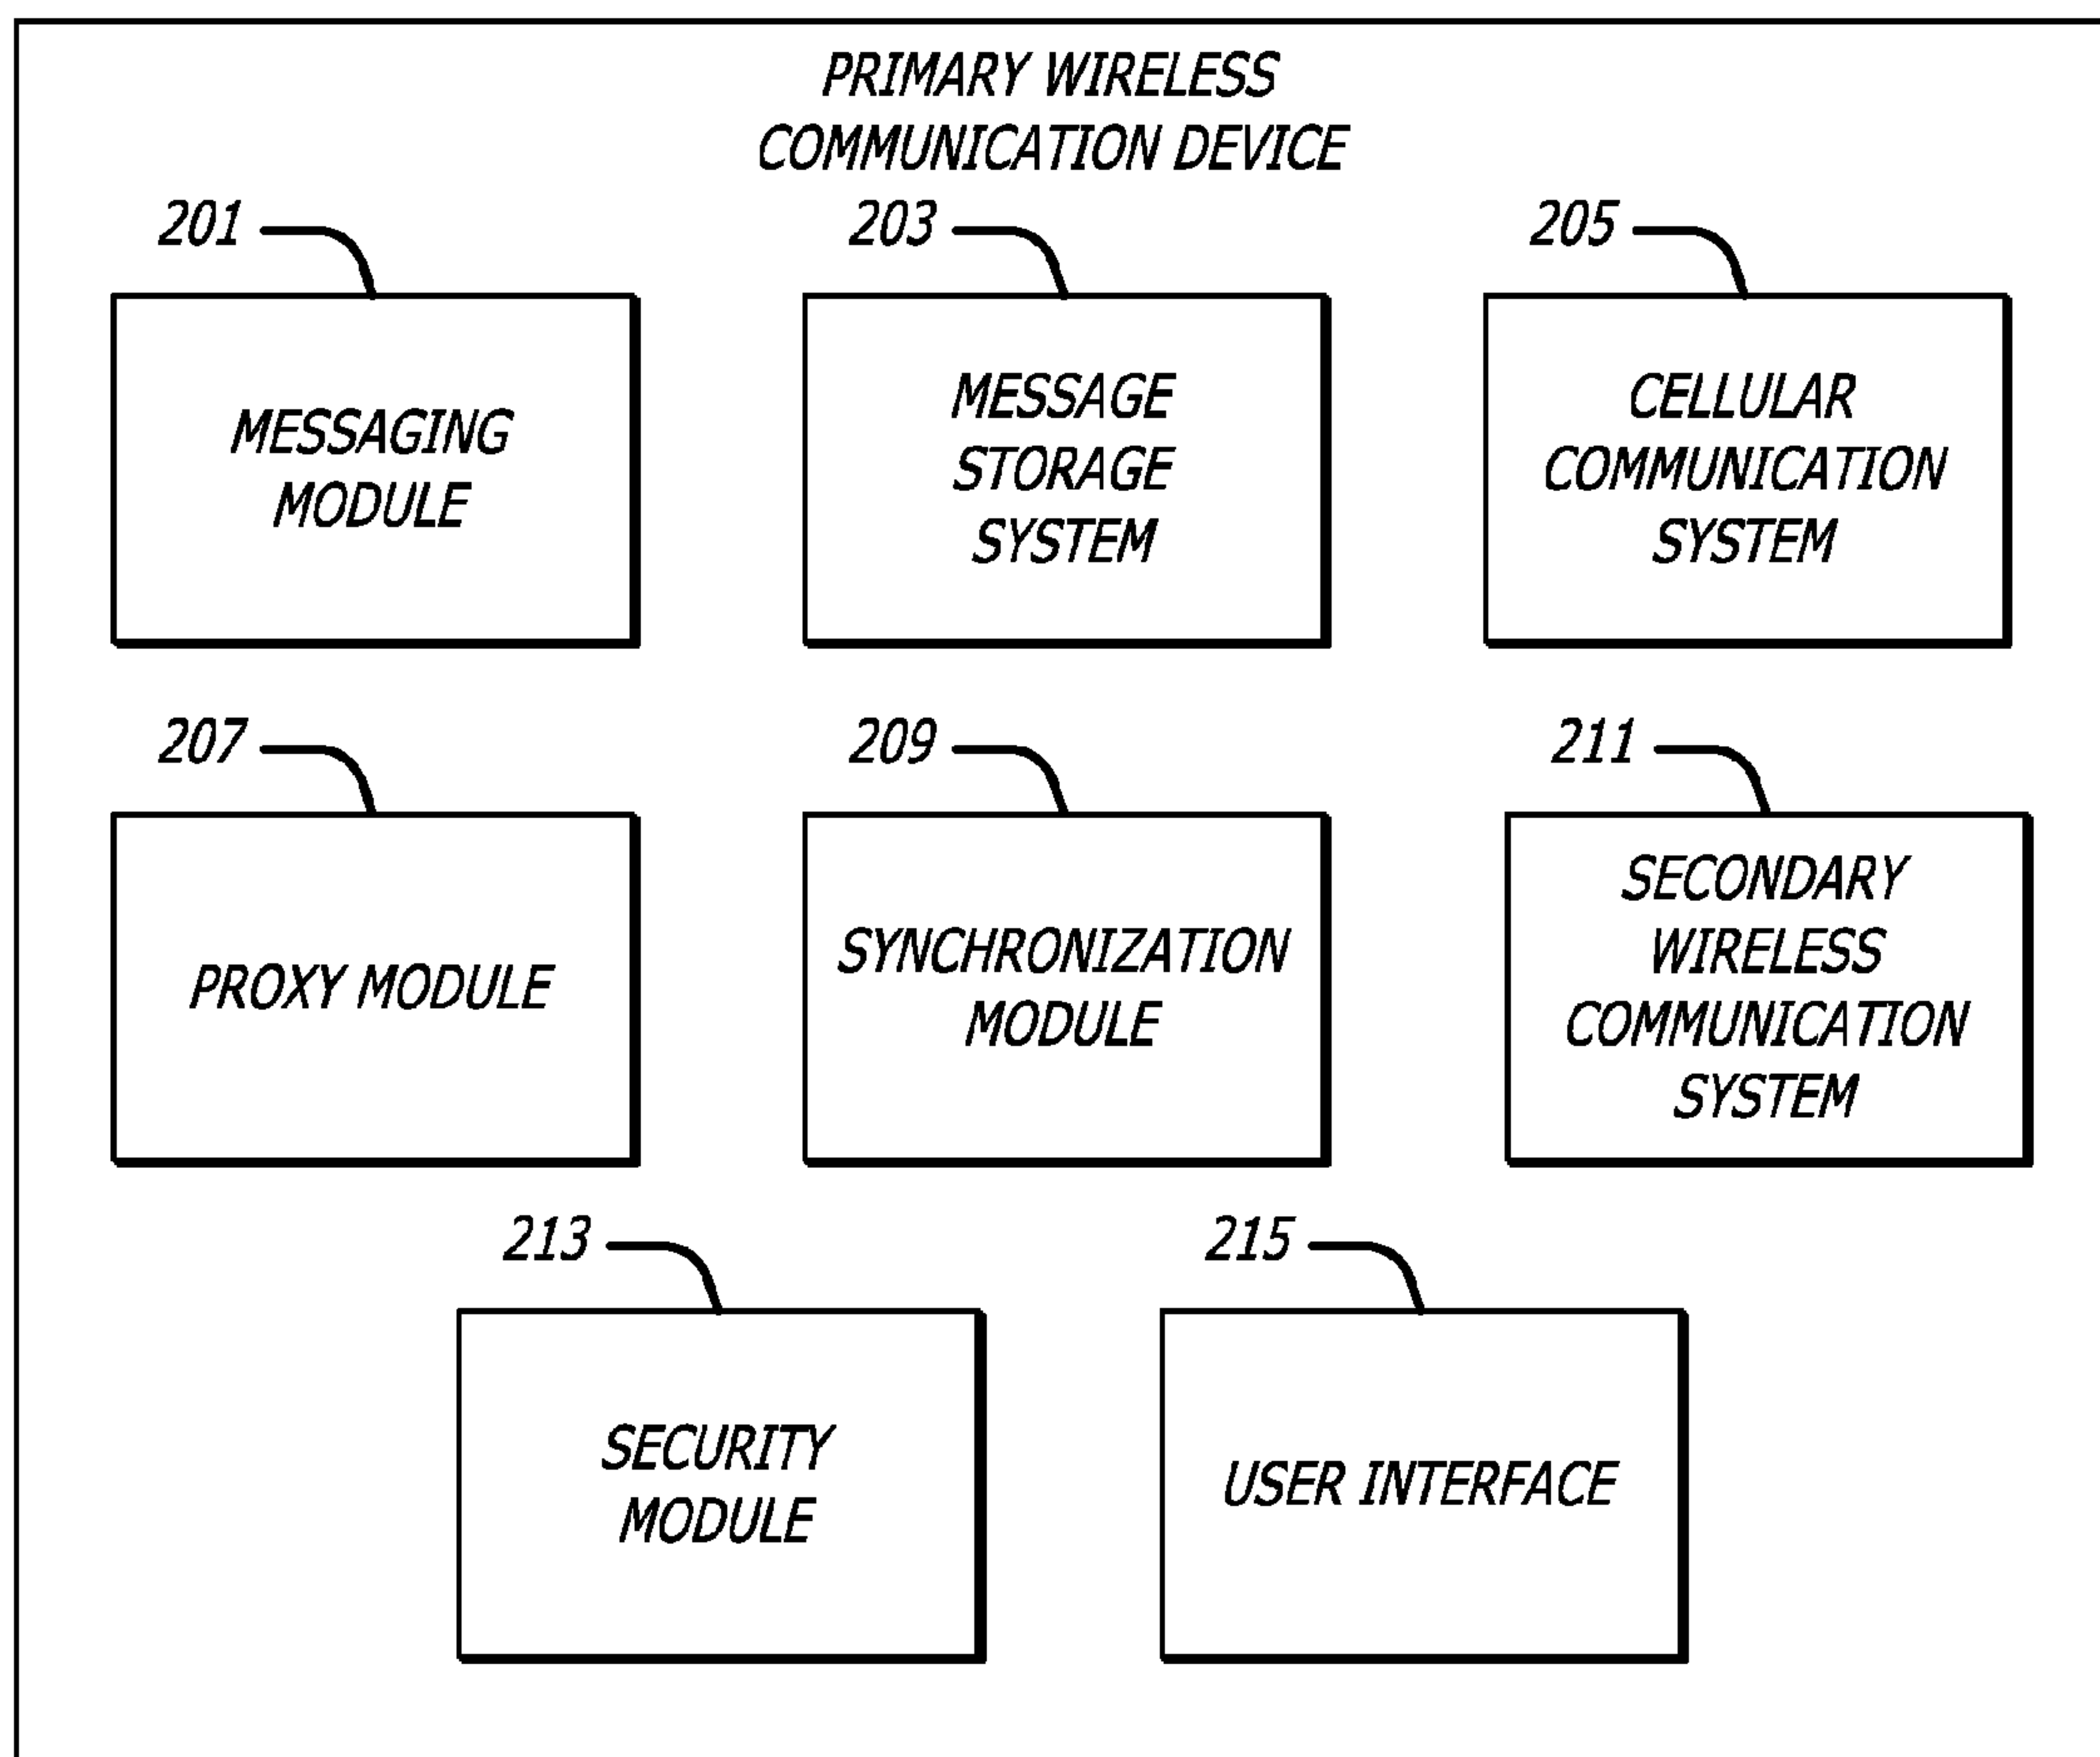 PRIMARY WIRELESS
COMMUNICATION DEVICE
201
203
205
MESSAGING
MODULE
MESSAGE
STORAGE
SYSTEM
CELLULAR
COMMUNICATION
SYSTEM
207
209
211
PROXY MODULE
SYNCHRONIZATION
MODULE
SECONDARY
WIRELESS
COMMUNICATION
SYSTEM
213
215
SECURITY
MODULE
USER INTERFACE